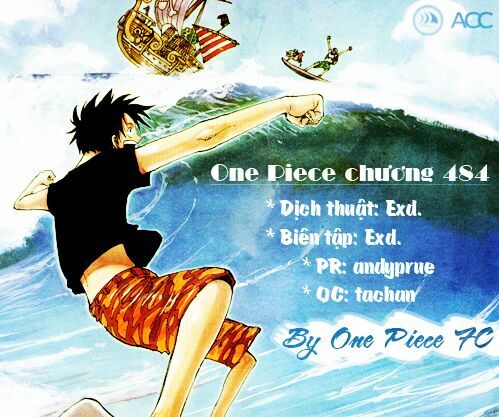 ACC
One Piece chương 484
* Dịch thuật: Exd.
* Biên tập: Exd.
* PR: andyprue
* QC: tachan
By One Piece FC